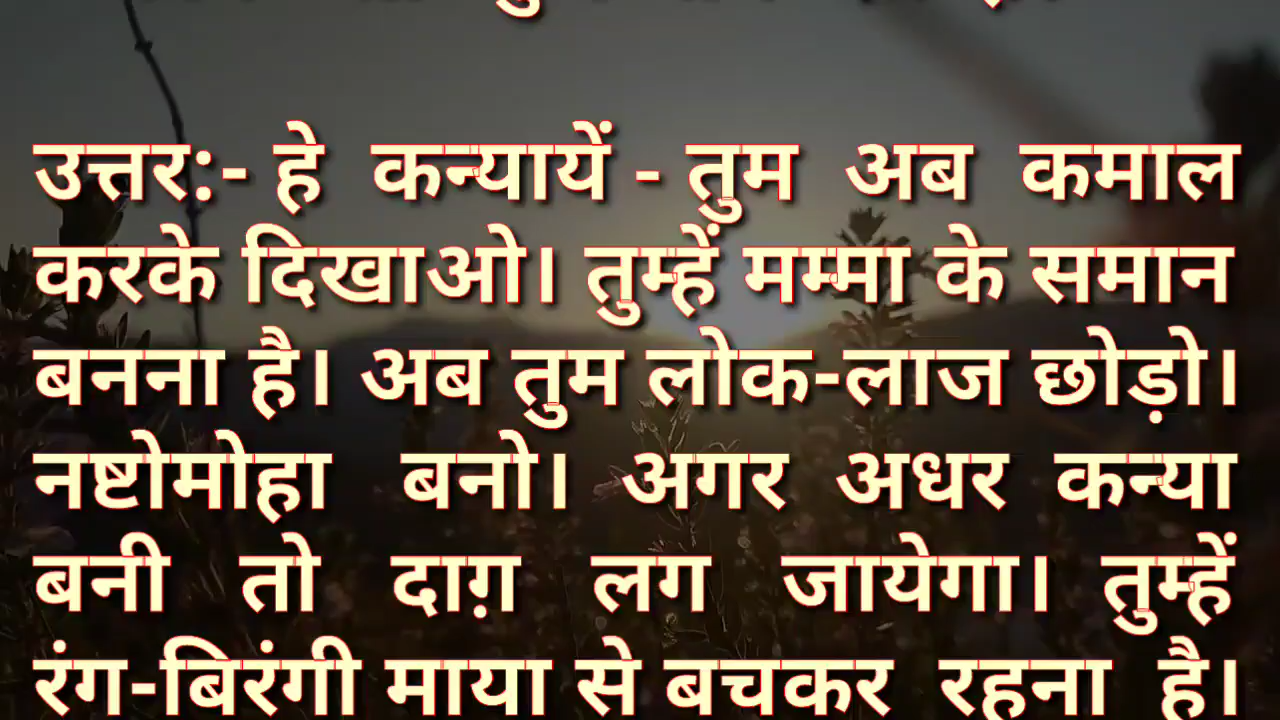 उत्तर:- हे कन्यायें - तुम अब कमाल
करके दिखाओ। तुम्हें मम्मा के समान
बनना है। अब तुम लोक-लाज छोड़ो।
नष्टोमोहा बनो। अगर अधर कन्या
बनी तो दाग़ लग जायेगा। तुम्हें
रंग-बिरंगी माया से बचकर रहना है।